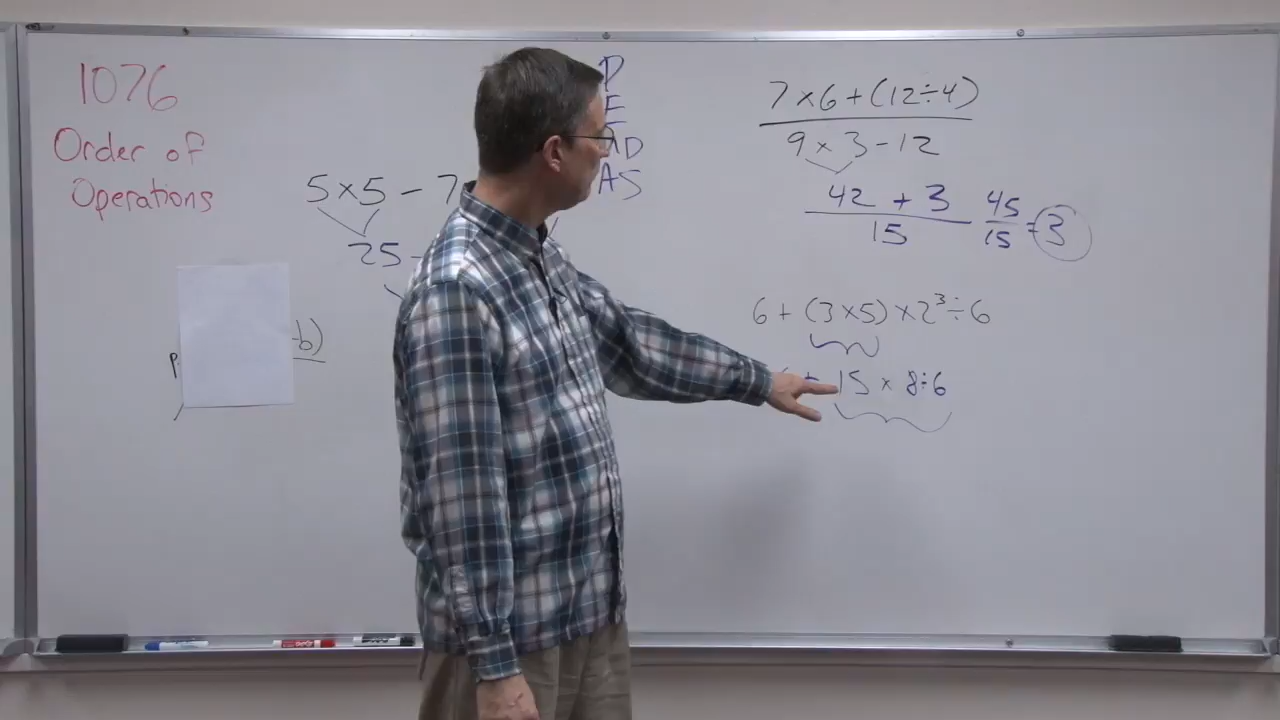 1076
Order of
Operations
5×5 - 7
25 -
b)
P
E
MD
AS
7×6+(12÷4)
9 × 3 - 12
42 + 3
15
45
15
= 3
6 + (3×5) × 2³ ÷ 6
15 × 8 ÷ 6